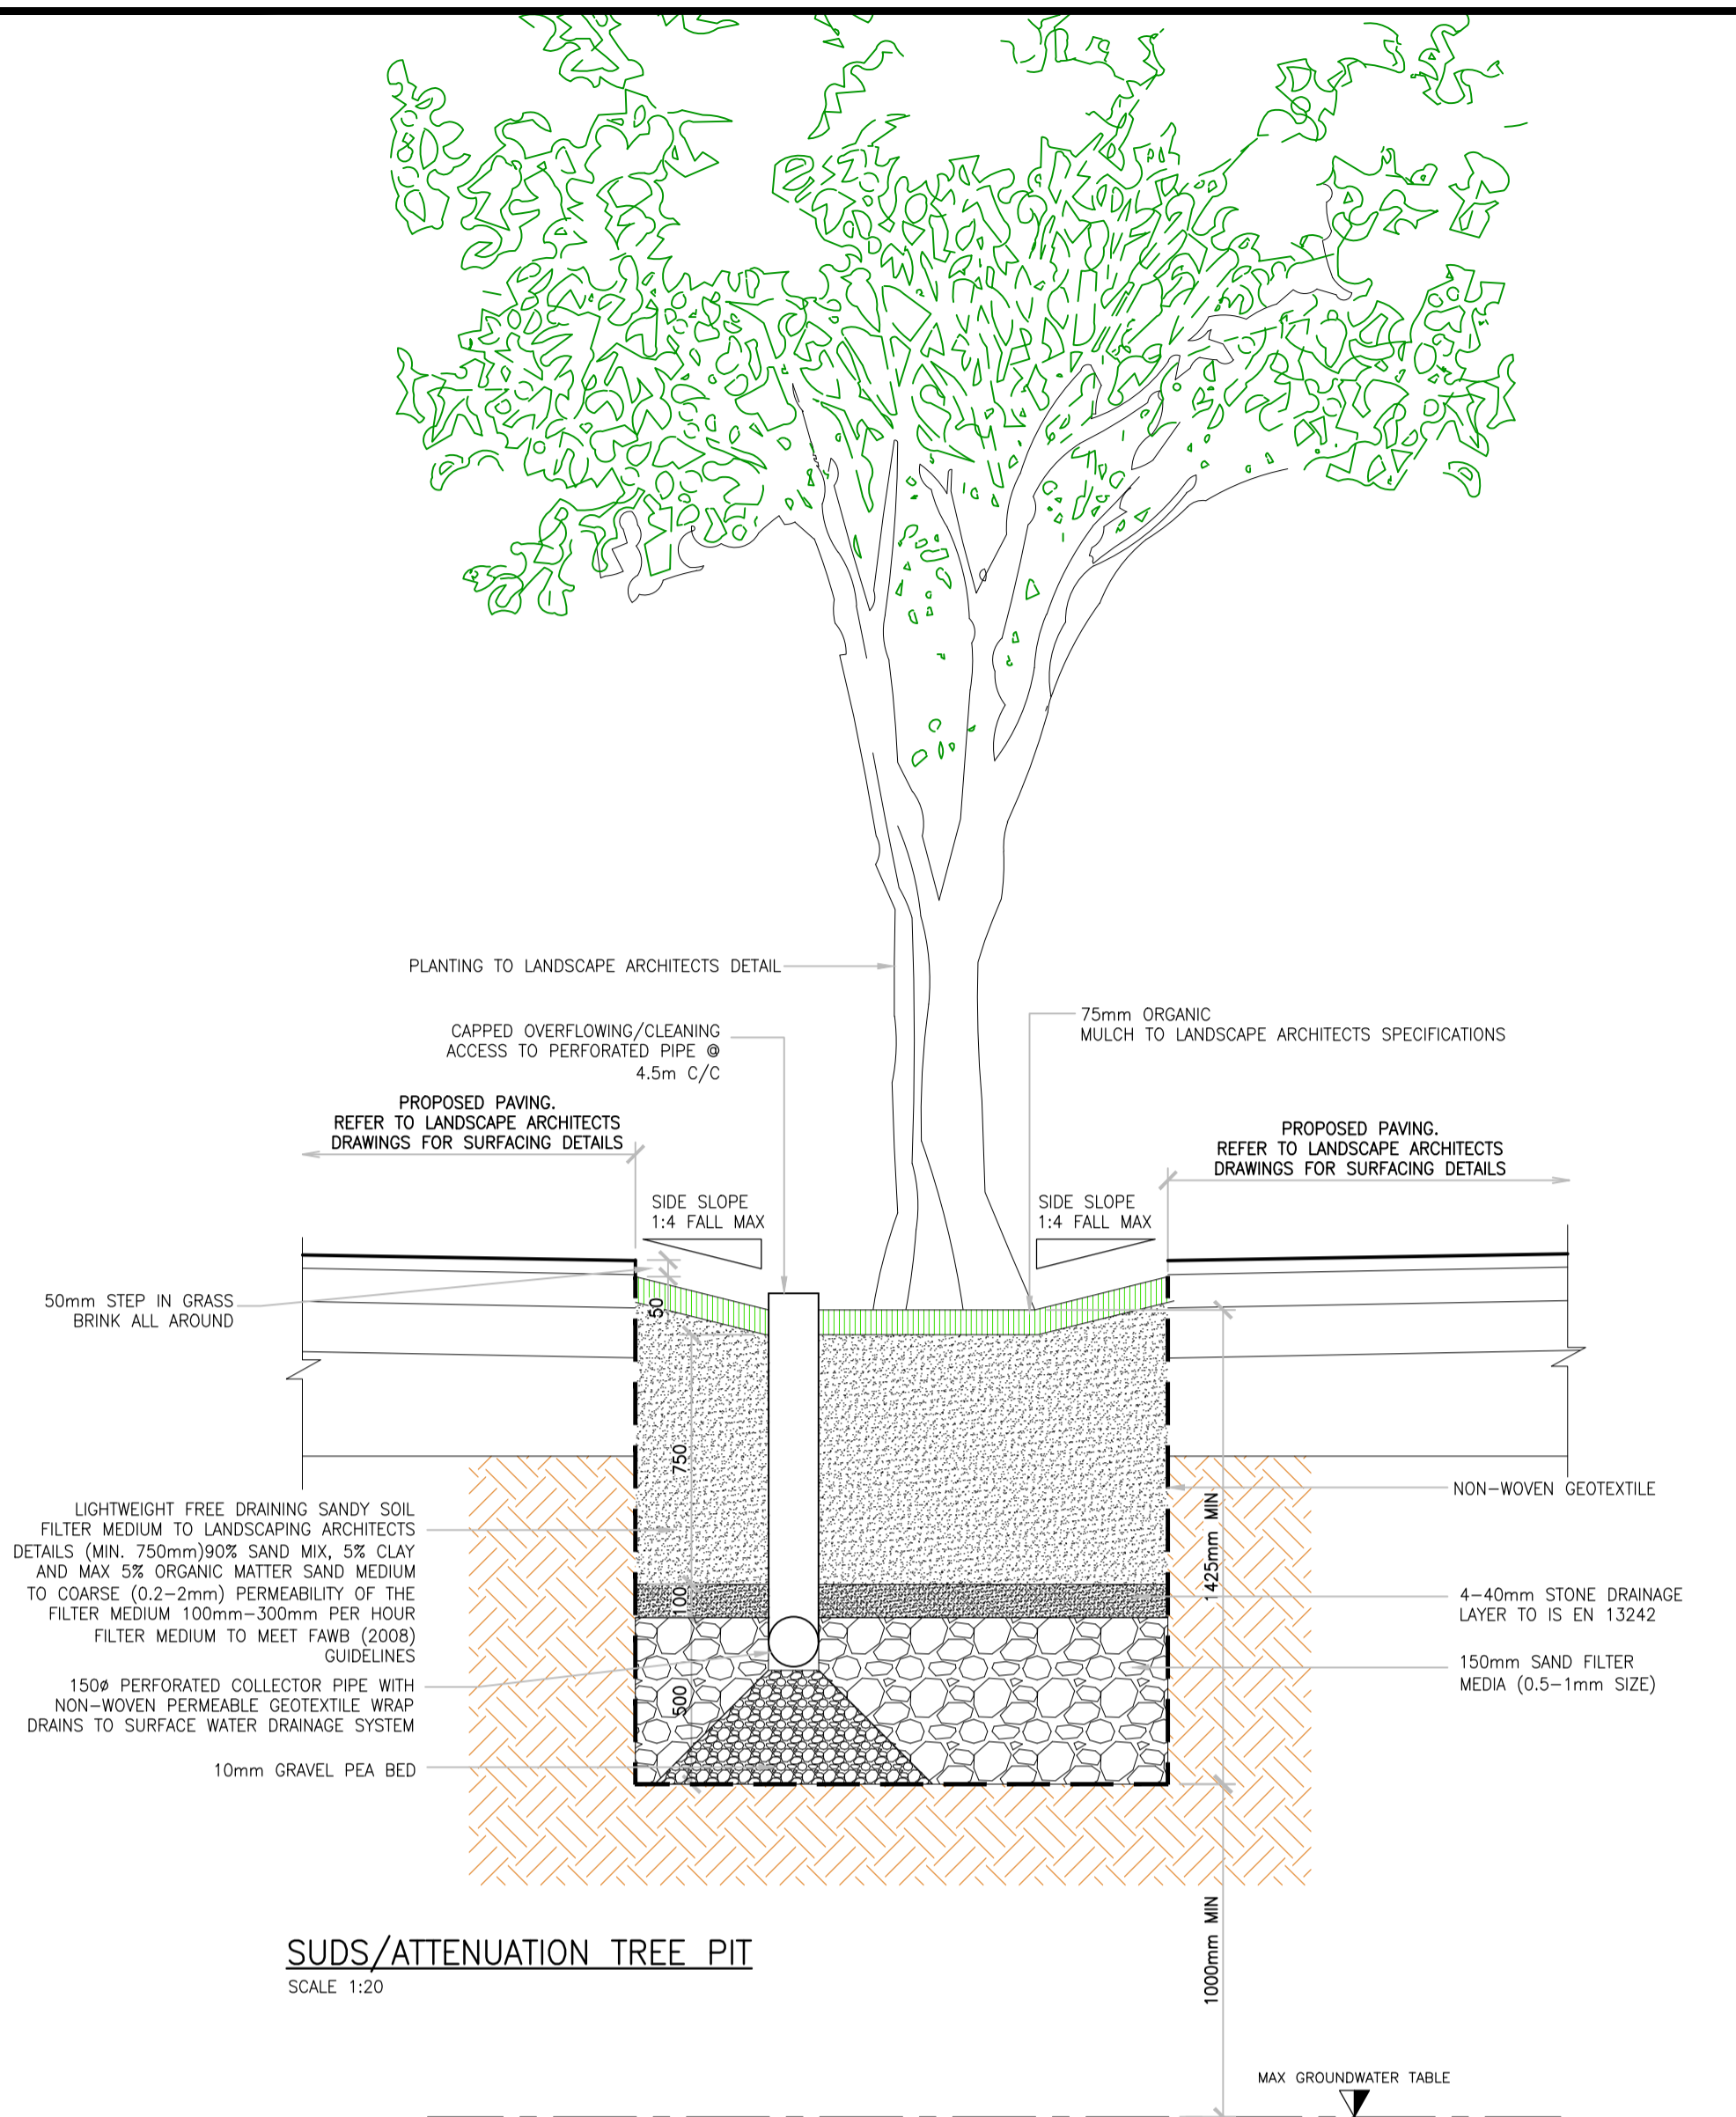 PLANTING TO LANDSCAPE ARCHITECTS DETAIL
75mm ORGANIC
MULCH TO LANDSCAPE ARCHITECTS SPECIFICATIONS
CAPPED OVERFLOWING/CLEANING
ACCESS TO PERFORATED PIPE @
4.5m C/C
PROPOSED PAVING.
REFER TO LANDSCAPE ARCHITECTS
DRAWINGS FOR SURFACING DETAILS
PROPOSED PAVING.
REFER TO LANDSCAPE ARCHITECTS
DRAWINGS FOR SURFACING DETAILS
SIDE SLOPE
1:4 FALL MAX
SIDE SLOPE
1:4 FALL MAX
50mm STEP IN GRASS
BRINK ALL AROUND
50
750
100
500
1425mm MIN
1000mm MIN
LIGHTWEIGHT FREE DRAINING SANDY SOIL
FILTER MEDIUM TO LANDSCAPING ARCHITECTS
DETAILS (MIN. 750mm)90% SAND MIX, 5% CLAY
AND MAX 5% ORGANIC MATTER SAND MEDIUM
TO COARSE (0.2-2mm) PERMEABILITY OF THE
FILTER MEDIUM 100mm-300mm PER HOUR
FILTER MEDIUM TO MEET FAWB (2008)
GUIDELINES
150ø PERFORATED COLLECTOR PIPE WITH
NON-WOVEN PERMEABLE GEOTEXTILE WRAP
DRAINS TO SURFACE WATER DRAINAGE SYSTEM
10mm GRAVEL PEA BED
NON-WOVEN GEOTEXTILE
4-40mm STONE DRAINAGE
LAYER TO IS EN 13242
150mm SAND FILTER
MEDIA (0.5-1mm SIZE)
SUDS/ATTENUATION TREE PIT
SCALE 1:20
MAX GROUNDWATER TABLE